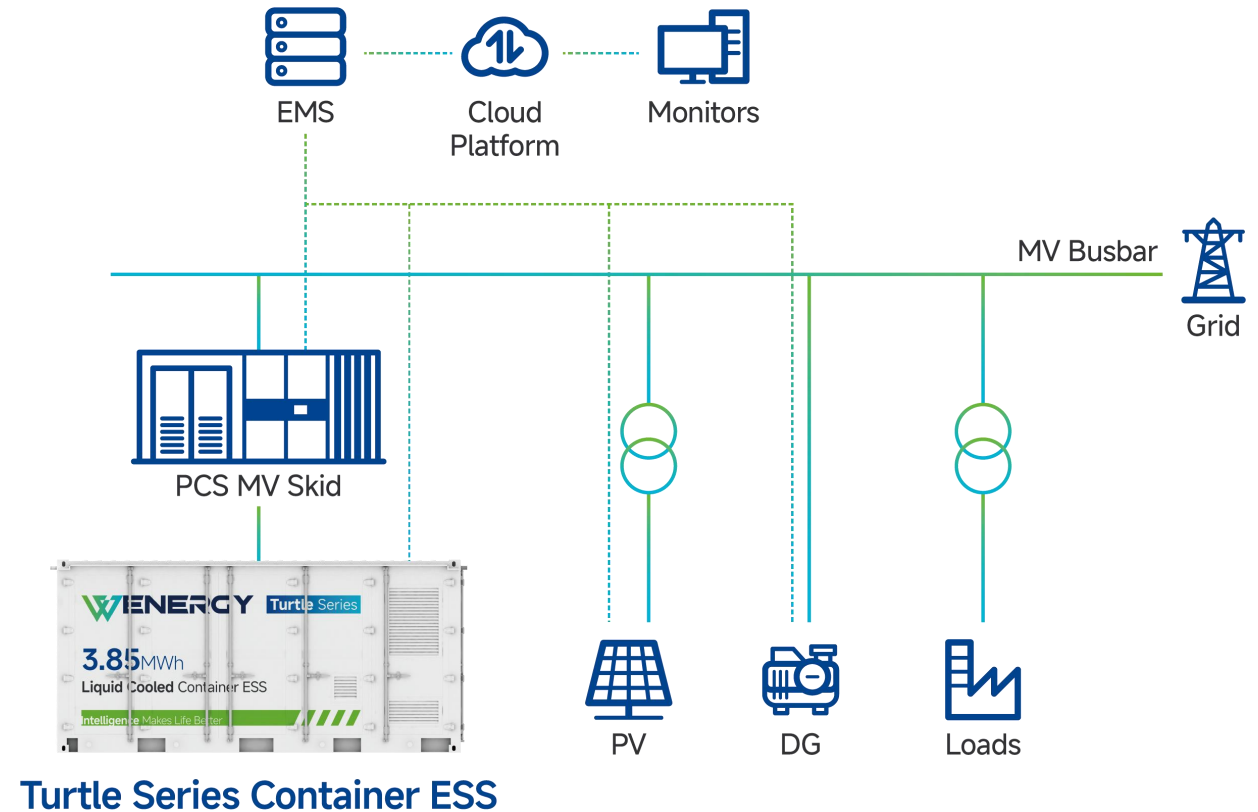 EMS
Cloud
Platform
Monitors
MV Busbar
Grid
PCS MV Skid
WENERGY Turtle Series
3.85MWh
Liquid Cooled Container ESS
Intelligence Makes Life Better
PV
DG
Loads
Turtle Series Container ESS